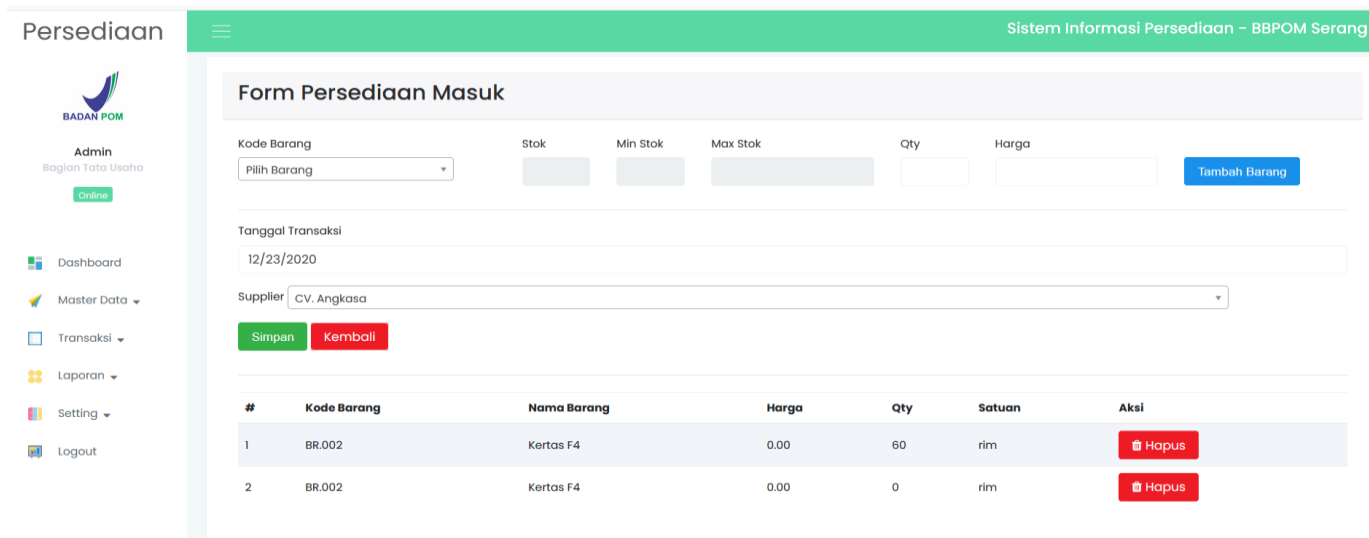 Persediaan
Sistem Informasi Persediaan - BBPOM Serang
BADAN POM
Admin
Bagian Tata Usaha
Online
Dashboard
Master Data
Transaksi
Laporan
Setting
Logout
Form Persediaan Masuk
Kode Barang Stok Min Stok Max Stok Qty Harga
Pilih Barang Tambah Barang
Tanggal Transaksi
12/23/2020
Supplier CV. Angkasa
Simpan Kembali
# Kode Barang Nama Barang Harga Qty Satuan Aksi
1 BR.002 Kertas F4 0.00 60 rim Hapus
2 BR.002 Kertas F4 0.00 0 rim Hapus